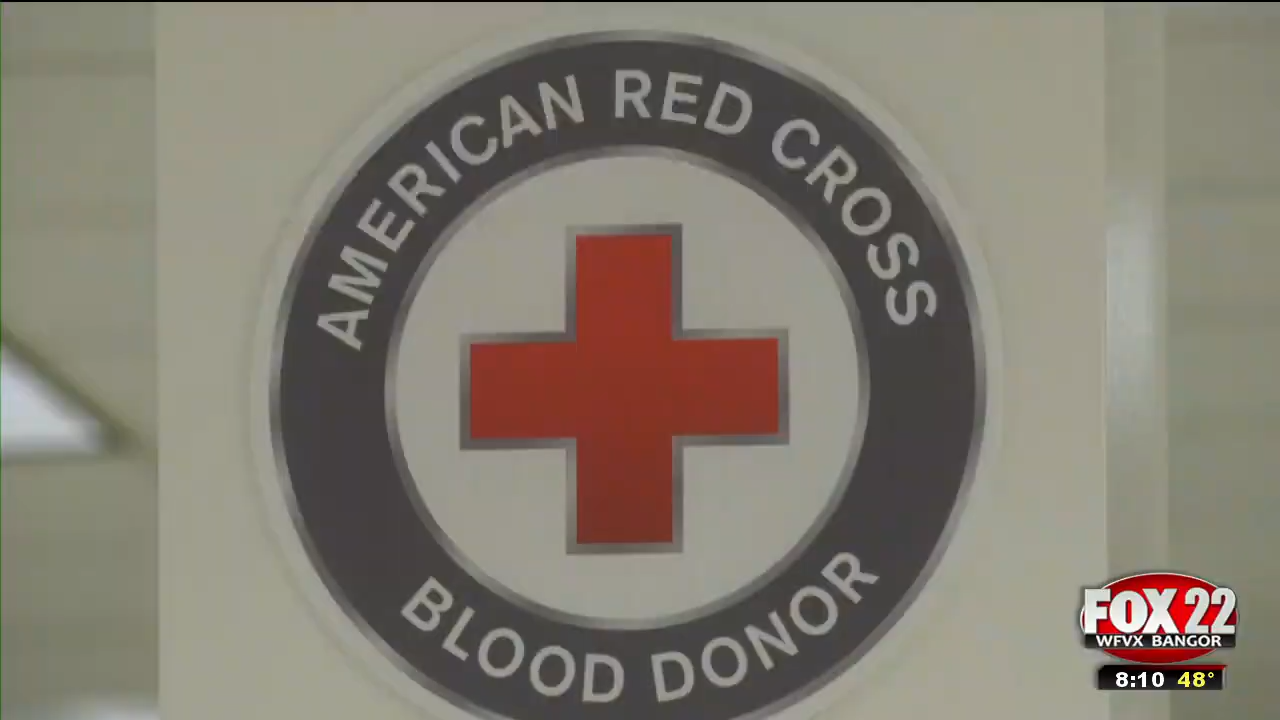 AMERICAN RED CROSS
BLOOD DONOR
FOX 22
WFVX BANGOR
8:10 48°